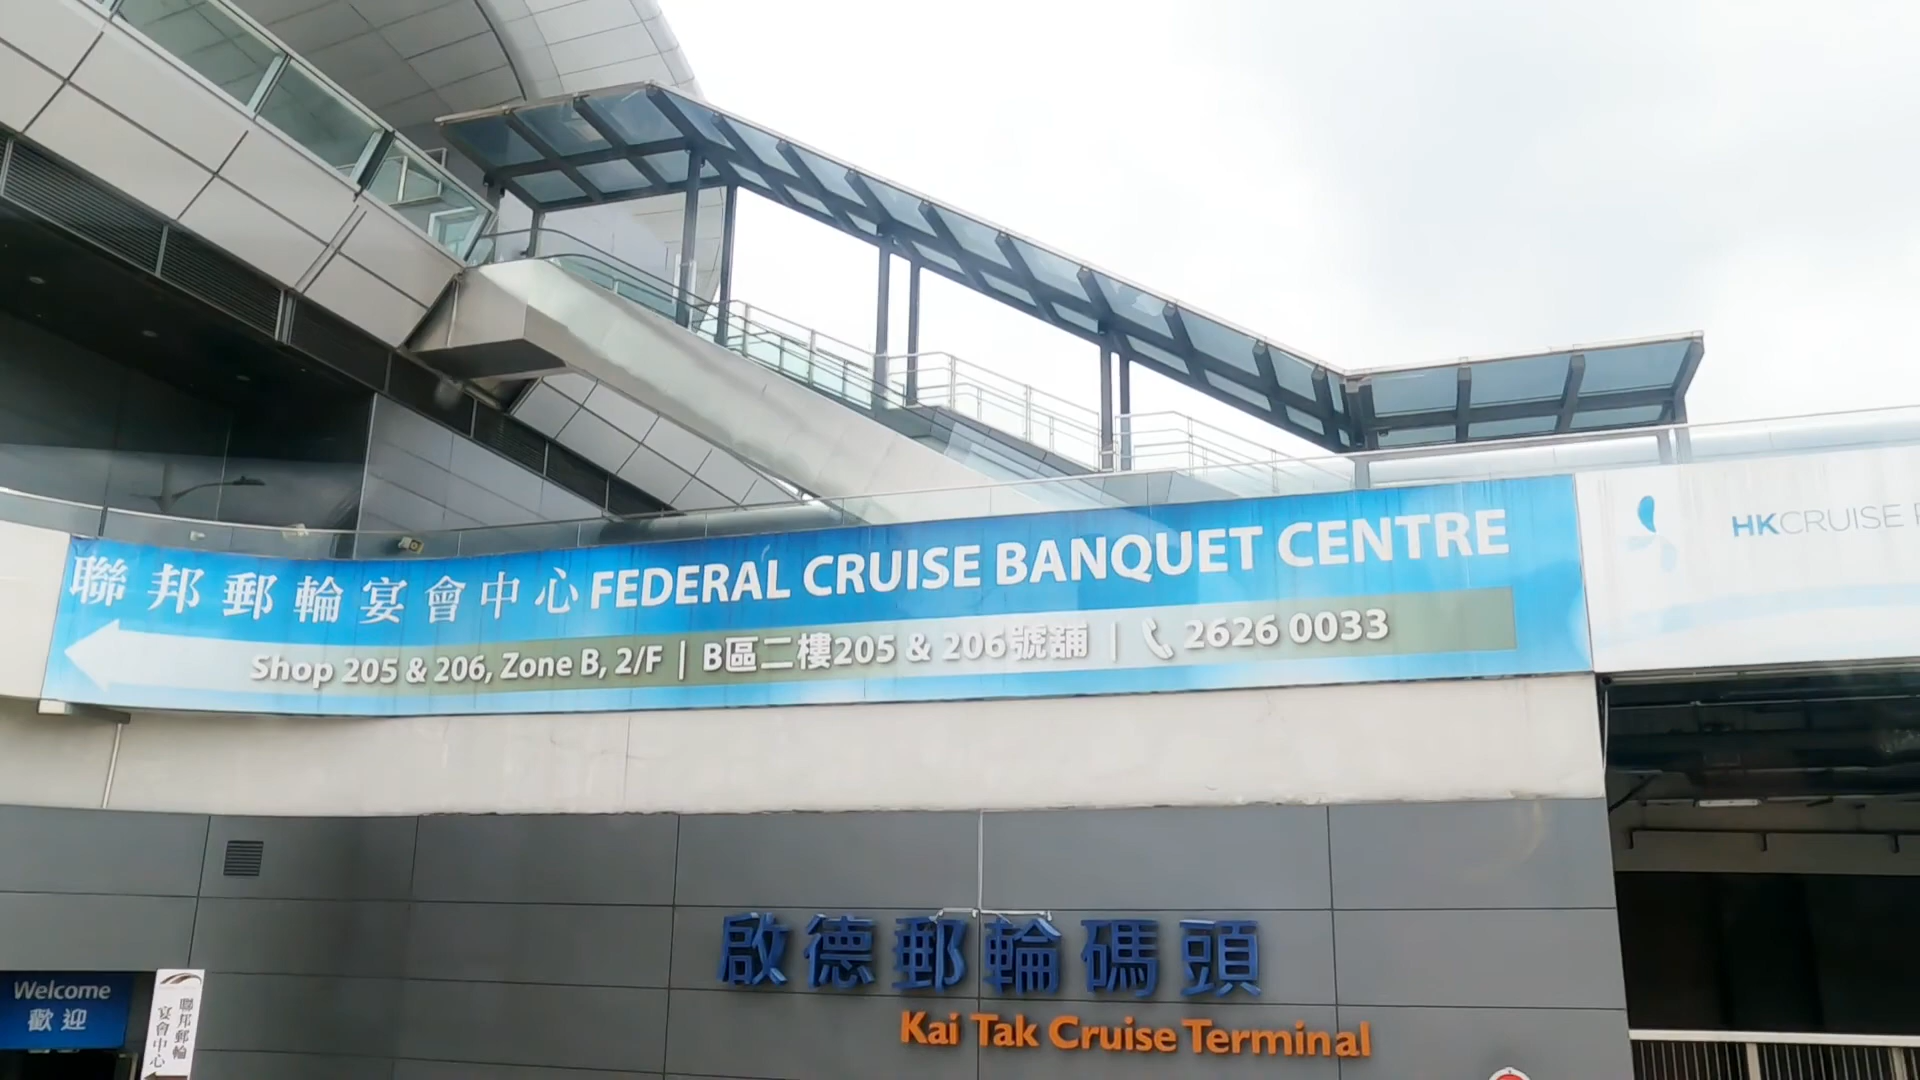 聯邦郵輪宴會中心 FEDERAL CRUISE BANQUET CENTRE
Shop 205 & 206, Zone B, 2/F | B區二樓205 & 206號舖 | 2626 0033
HKCRUISE
啟德郵輪碼頭
Kai Tak Cruise Terminal
Welcome
歡迎
聯邦郵輪
宴會中心